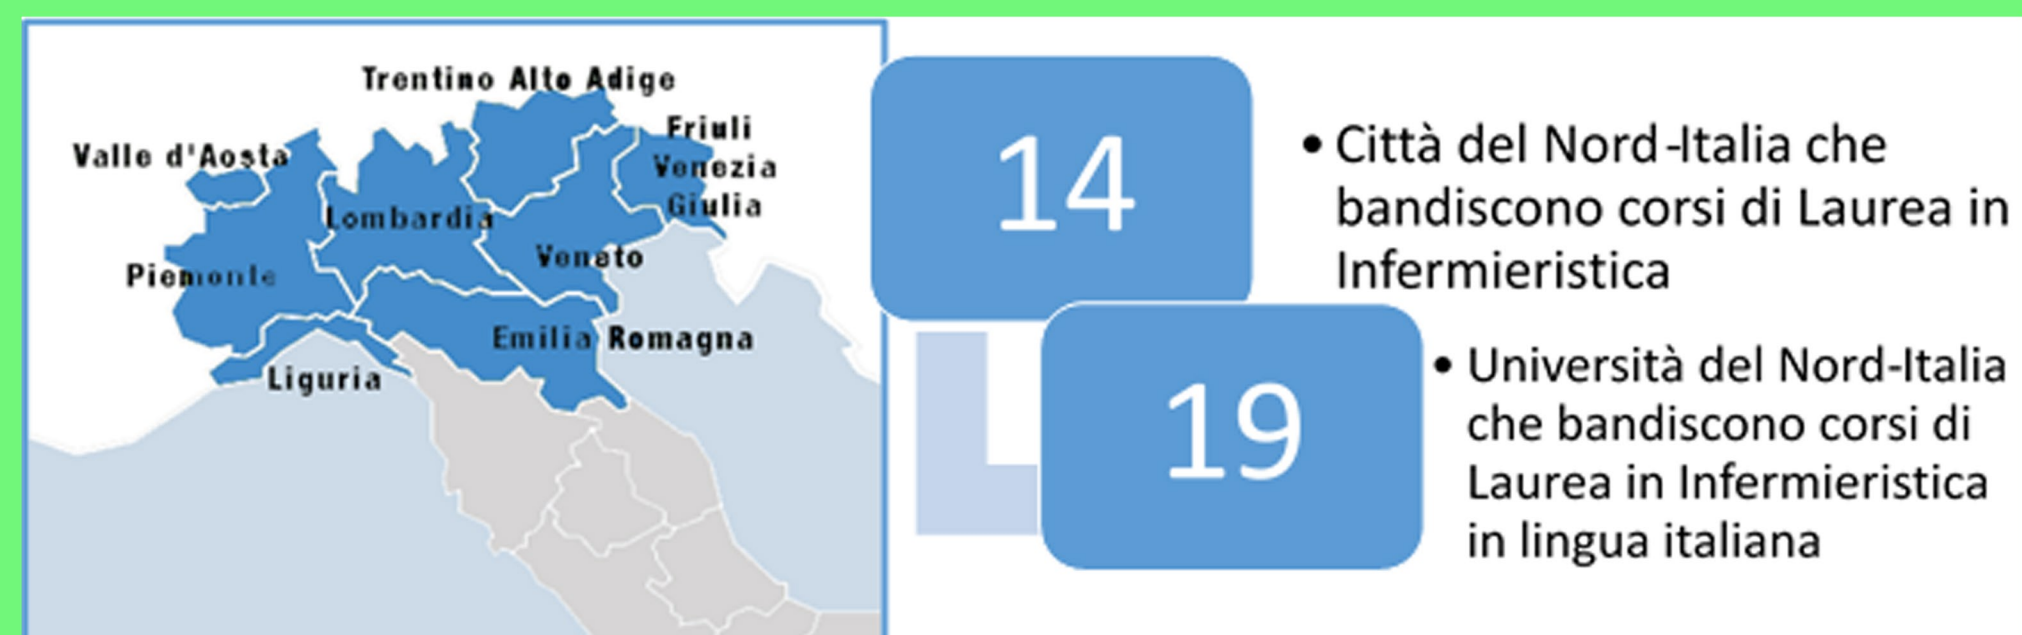 Trentino Alto Adige
Friuli
Venezia
Giulia
Valle d'Aosta
Lombardia
Veneto
Piemonte
Emilia Romagna
Liguria
14
• Città del Nord-Italia che
bandiscono corsi di Laurea in
Infermieristica
19
• Università del Nord-Italia
che bandiscono corsi di
Laurea in Infermieristica
in lingua italiana